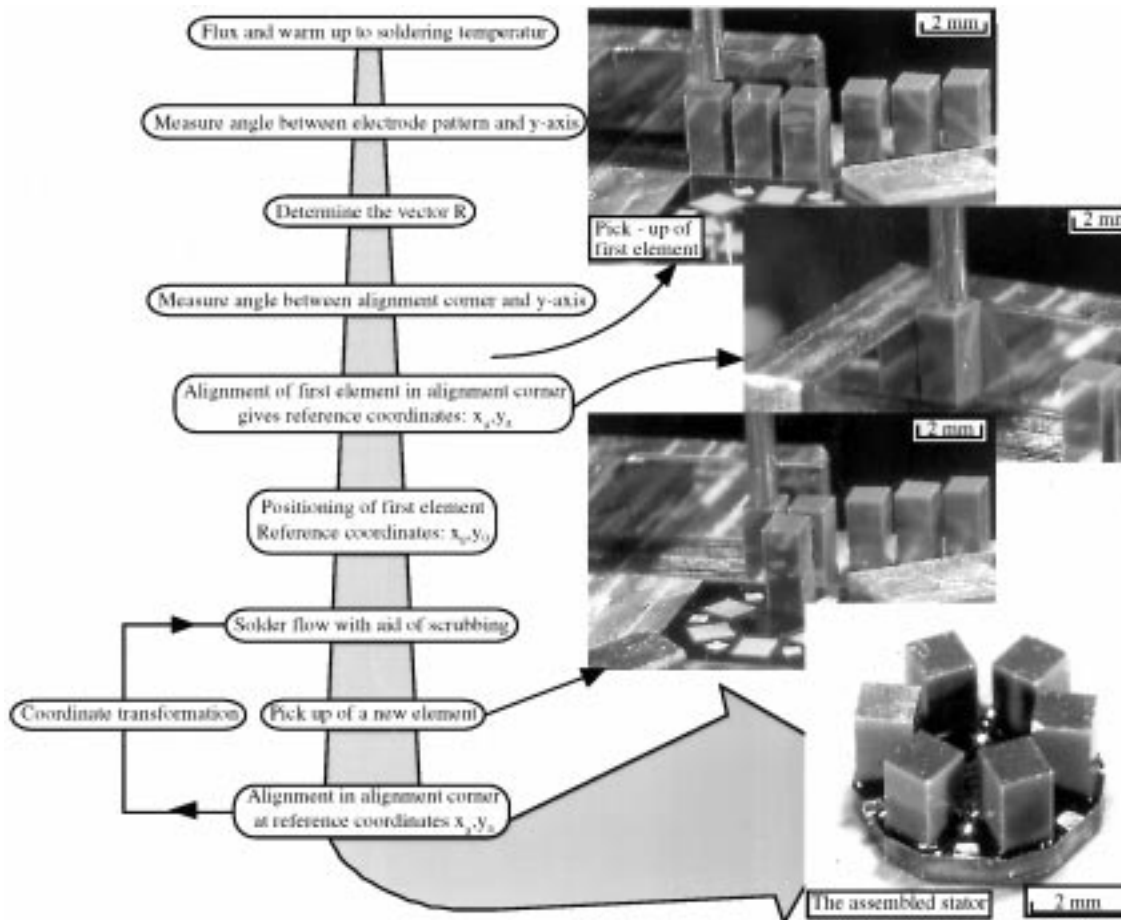 Flux and warm up to soldering temperatur
Measure angle between electrode pattern and y-axis
Determine the vector R
Measure angle between alignment corner and y-axis
Alignment of first element in alignment corner
gives reference coordinates: xₐ,yₐ
Positioning of first element
Reference coordinates: x₀,y₀
Solder flow with aid of scrubbing
Coordinate transformation
Pick up of a new element
Alignment in alignment corner
at reference coordinates xₐ,yₐ
2 mm
Pick - up of
first element
2 mm
2 mm
The assembled stator
2 mm